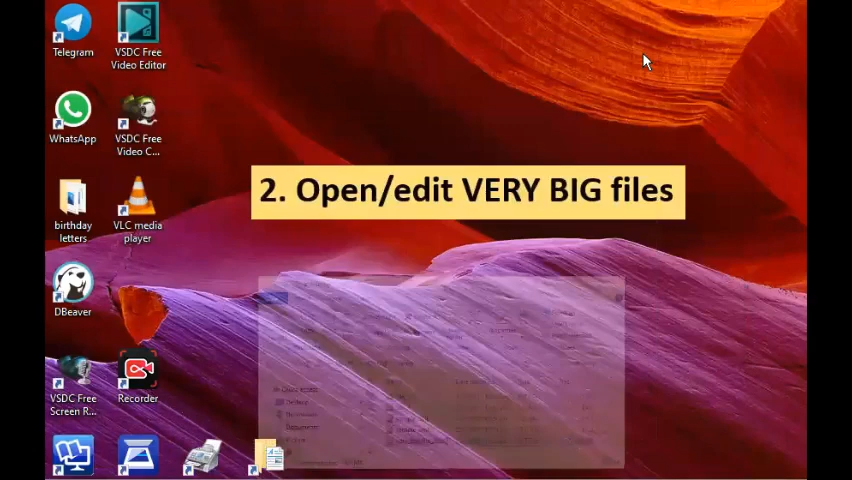 Telegram
VSDC Free
Video Editor
WhatsApp
VSDC Free
Video C...
2. Open/edit VERY BIG files
birthday
letters
VLC media
player
DBeaver
VSDC Free
Screen R...
Recorder